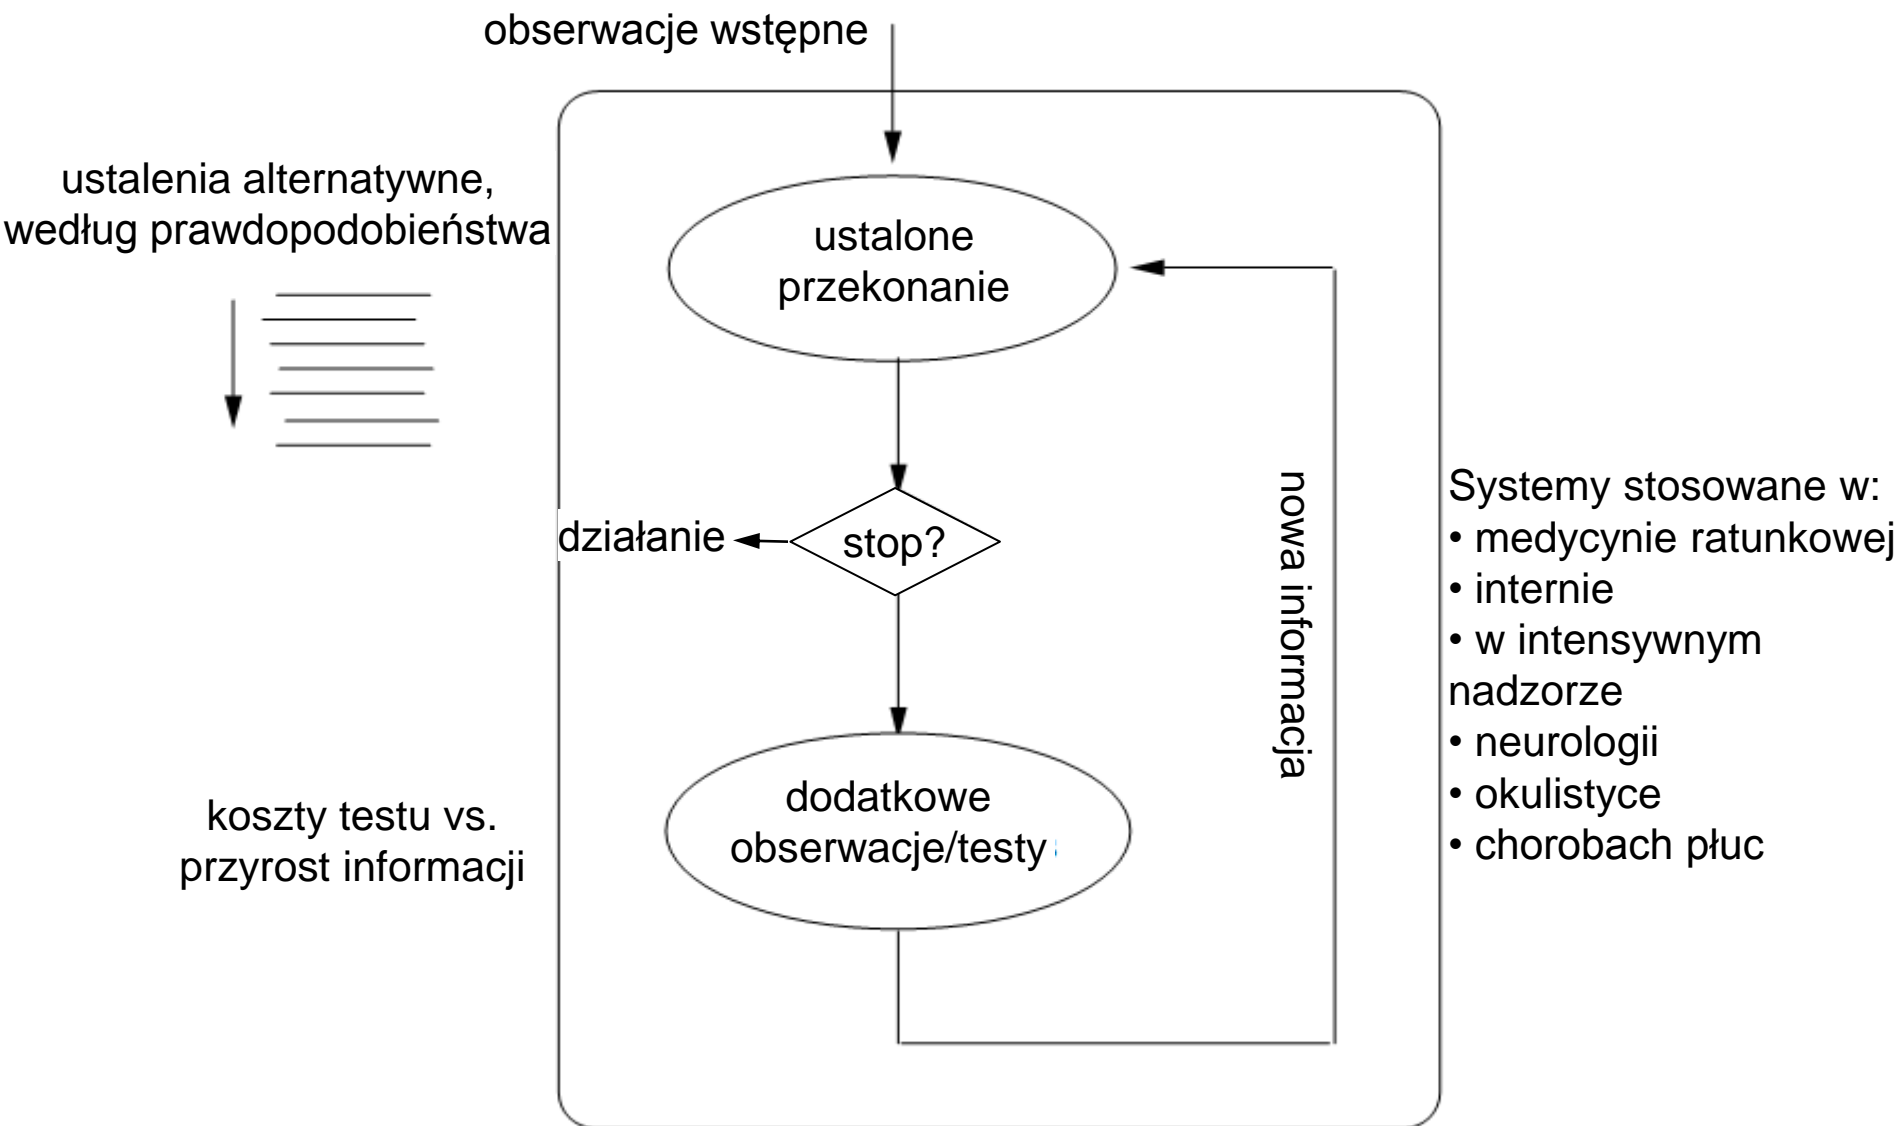 obserwacje wstępne
ustalenia alternatywne,
według prawdopodobieństwa
ustalone
przekonanie
działanie
stop?
nowa informacja
koszty testu vs.
przyrost informacji
dodatkowe
obserwacje/testy
Systemy stosowane w:
• medycynie ratunkowej
• internie
• w intensywnym
nadzorze
• neurologii
• okulistyce
• chorobach płuc